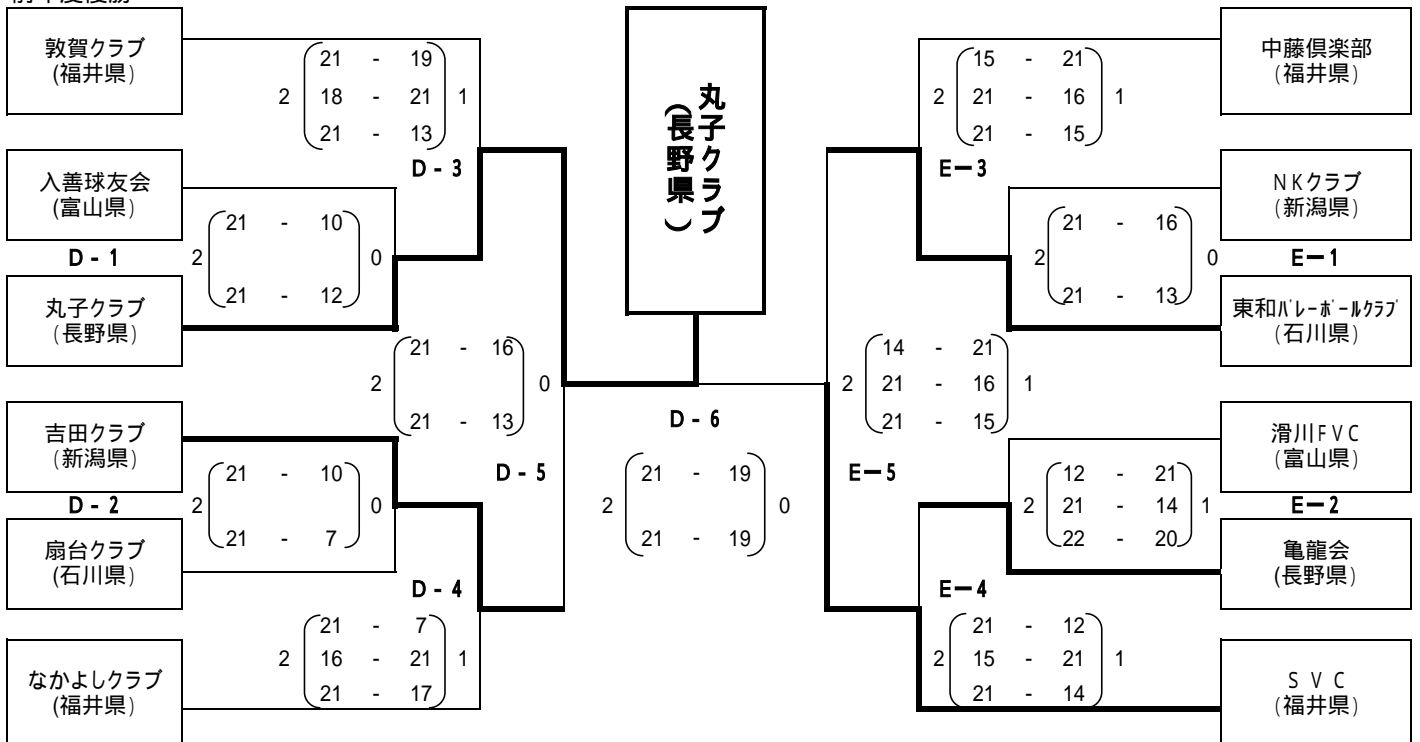 敦賀クラブ
(福井県)
21 - 19
2 18 - 21 1
21 - 13
D - 3
入善球友会
(富山県)
D - 1
21 - 10
2 0
21 - 12
丸子クラブ
(長野県)
21 - 16
2 0
21 - 13
D - 5
吉田クラブ
(新潟県)
D - 2
21 - 10
2 0
21 - 7
扇台クラブ
(石川県)
D - 4
21 - 7
2 16 - 21 1
21 - 17
なかよしクラブ
(福井県)
丸子クラブ
(長野県)
D - 6
21 - 19
2 0
21 - 19
中藤倶楽部
(福井県)
15 - 21
2 21 - 16 1
21 - 15
E－3
NKクラブ
(新潟県)
E－1
21 - 16
2 0
21 - 13
東和バレーボールクラブ
(石川県)
14 - 21
2 21 - 16 1
21 - 15
E－5
滑川FVC
(富山県)
E－2
12 - 21
2 21 - 14 1
22 - 20
亀龍会
(長野県)
E－4
21 - 12
2 15 - 21 1
21 - 14
S V C
(福井県)